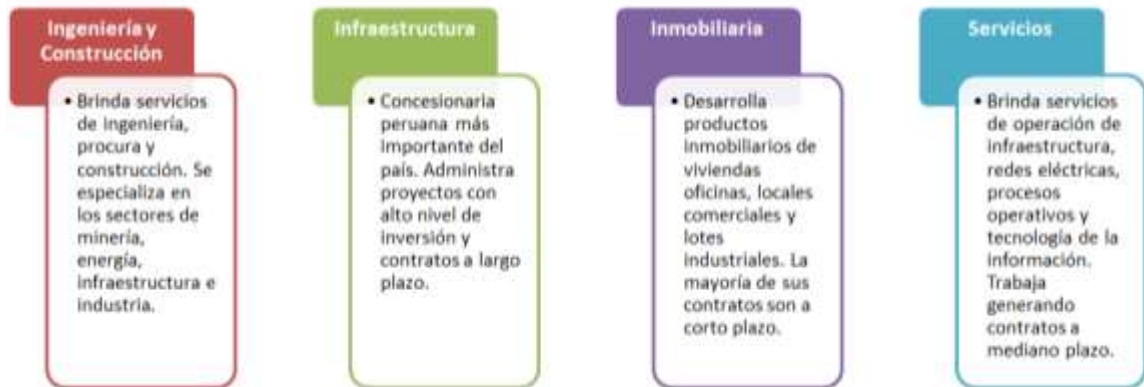 Ingeniería y
Construcción
• Brinda servicios
de ingeniería,
procura y
construcción. Se
especializa en
los sectores de
minería,
energía,
infraestructura e
industria.
Infraestructura
• Concesionaria
peruana más
importante del
país. Administra
proyectos con
alto nivel de
inversión y
contratos a largo
plazo.
Inmobiliaria
• Desarrolla
productos
inmobiliarios de
viviendas
oficinas, locales
comerciales y
lotes
industriales. La
mayoría de sus
contratos son a
corto plazo.
Servicios
• Brinda servicios
de operación de
infraestructura,
redes eléctricas,
procesos
operativos y
tecnología de la
información.
Trabaja
generando
contratos a
mediano plazo.